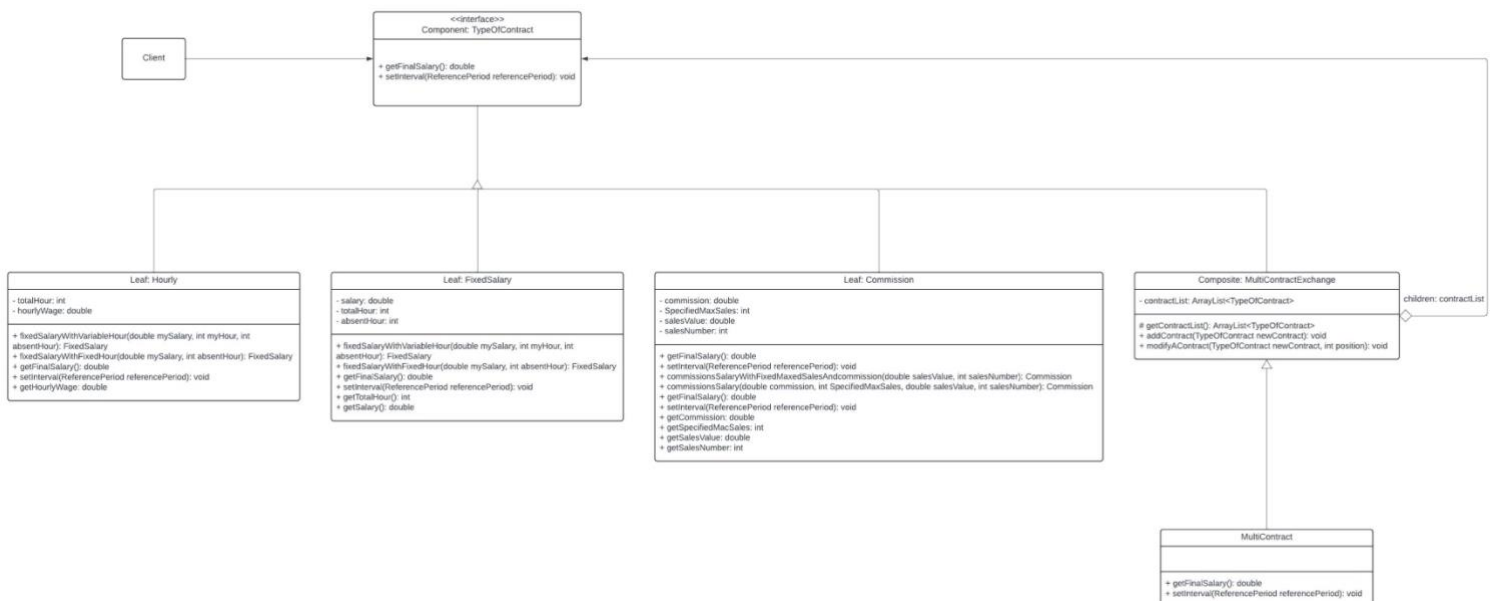 <<interface>>
Component: TypeOfContract
+ getFinalSalary(): double
+ setInterval(ReferencePeriod referencePeriod): void
Client
Leaf: Hourly
- totalHour: int
- hourlyWage: double
+ fixedSalaryWithVariableHour(double mySalary, int myHour, int
absentHour): FixedSalary
+ fixedSalaryWithFixedHour(double mySalary, int absentHour): FixedSalary
+ getFinalSalary(): double
+ setInterval(ReferencePeriod referencePeriod): void
+ getHourlyWage: double
Leaf: FixedSalary
- salary: double
- totalHour: int
- absentHour: int
+ fixedSalaryWithVariableHour(double mySalary, int myHour, int
absentHour): FixedSalary
+ fixedSalaryWithFixedHour(double mySalary, int absentHour): FixedSalary
+ getFinalSalary(): double
+ setInterval(ReferencePeriod referencePeriod): void
+ getTotalHour(): int
+ getSalary(): double
Leaf: Commission
- commission: double
- SpecifiedMaxSales: int
- salesValue: double
- salesNumber: int
+ getFinalSalary(): double
+ setInterval(ReferencePeriod referencePeriod): void
+ commissionsSalaryWithFixedMaxedSalesAndcommission(double salesValue, int salesNumber): Commission
+ commissionsSalary(double commission, int SpecifiedMaxSales, double salesValue, int salesNumber): Commission
+ getFinalSalary(): double
+ setInterval(ReferencePeriod referencePeriod): void
+ getCommission: double
+ getSpecifiedMacSales: int
+ getSalesValue: double
+ getSalesNumber: int
Composite: MultiContractExchange
- contractList: ArrayList<TypeOfContract>
# getContractList(): ArrayList<TypeOfContract>
+ addContract(TypeOfContract newContract): void
+ modifyAContract(TypeOfContract newContract, int position): void
children: contractList
MultiContract
+ getFinalSalary(): double
+ setInterval(ReferencePeriod referencePeriod): void